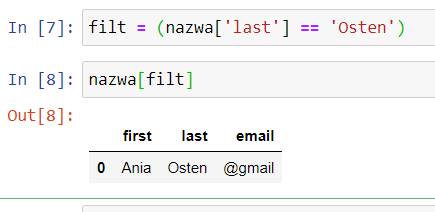 In [7]: filt = (nazwa['last'] == 'Osten')
In [8]: nazwa[filt]
Out[8]:
first last email
0 Ania Osten @gmail